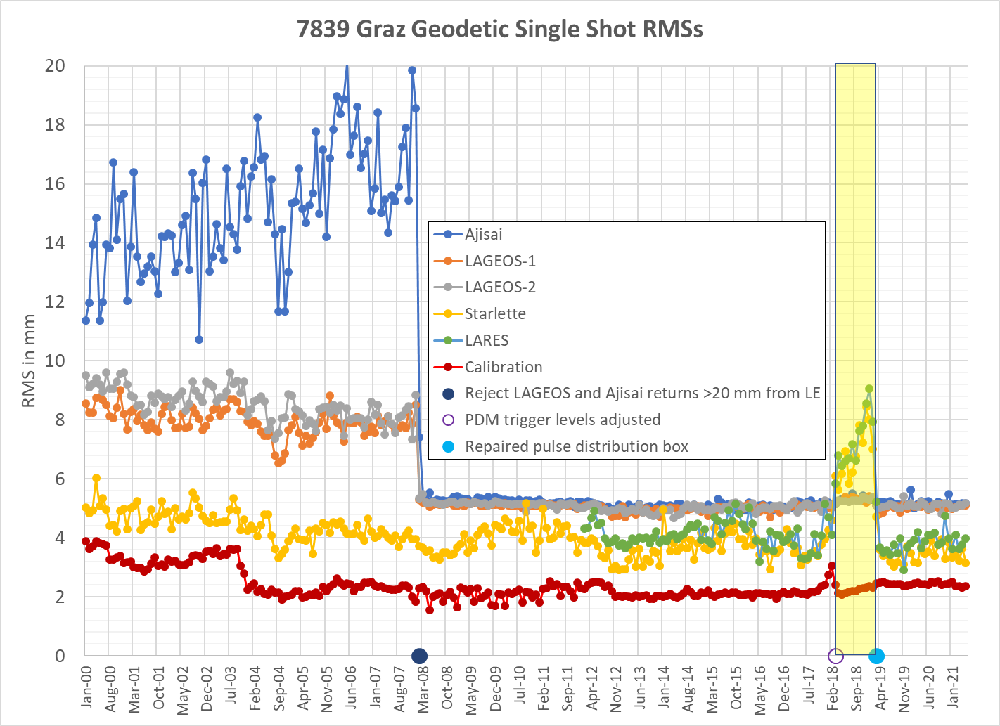 7839 Graz Geodetic Single Shot RMSs
RMS in mm
20
18
16
14
12
10
8
6
4
2
0
Ajisai
LAGEOS-1
LAGEOS-2
Starlette
LARES
Calibration
Reject LAGEOS and Ajisai returns >20 mm from LE
PDM trigger levels adjusted
Repaired pulse distribution box
Jan-00
Aug-00
Mar-01
Oct-01
May-02
Dec-02
Jul-03
Feb-04
Sep-04
Apr-05
Nov-05
Jun-06
Jan-07
Aug-07
Mar-08
Oct-08
May-09
Dec-09
Jul-10
Feb-11
Sep-11
Apr-12
Nov-12
Jun-13
Jan-14
Aug-14
Mar-15
Oct-15
May-16
Dec-16
Jul-17
Feb-18
Sep-18
Apr-19
Nov-19
Jun-20
Jan-21